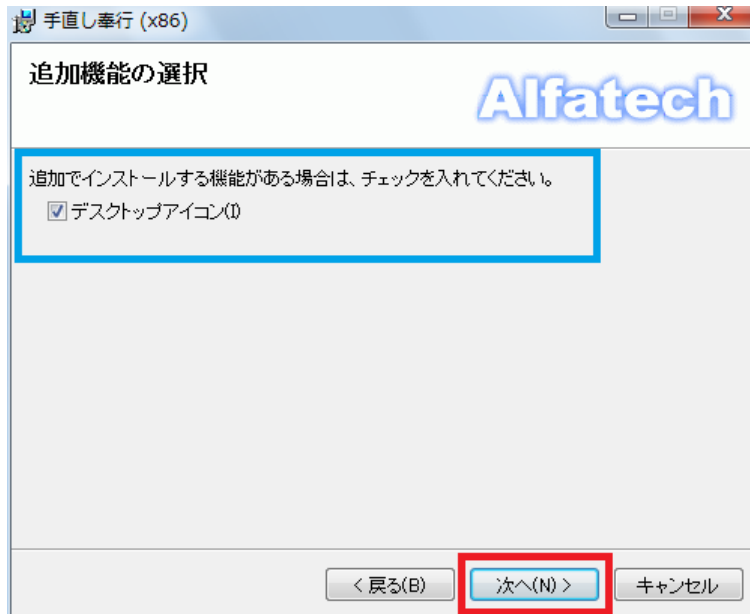 手直し奉行 (x86)
追加機能の選択
Alfatech
追加でインストールする機能がある場合は、チェックを入れてください。
デスクトップアイコン(I)
< 戻る(B)
次へ(N) >
キャンセル